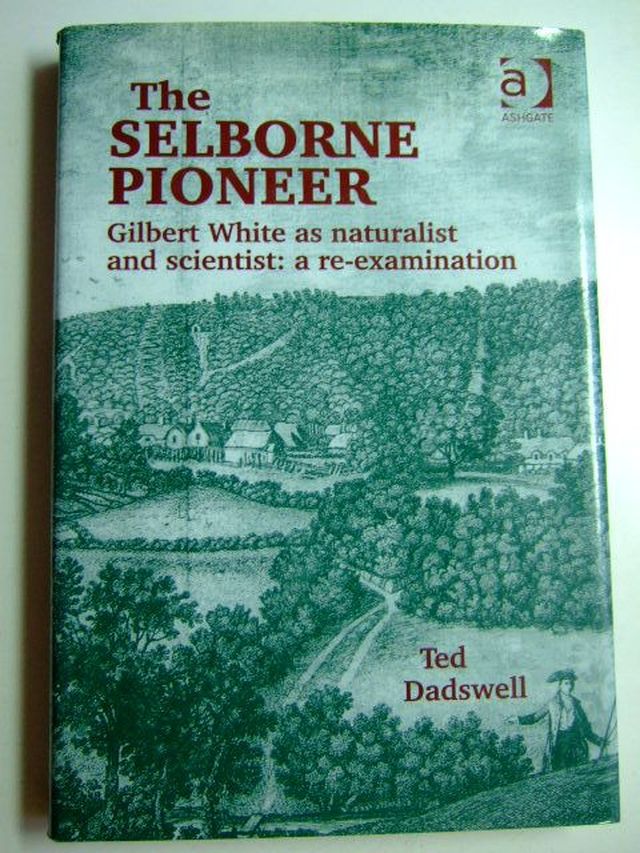 The
SELBORNE
PIONEER
Gilbert White as naturalist
and scientist: a re-examination
a
ASHGATE
Ted
Dadswell